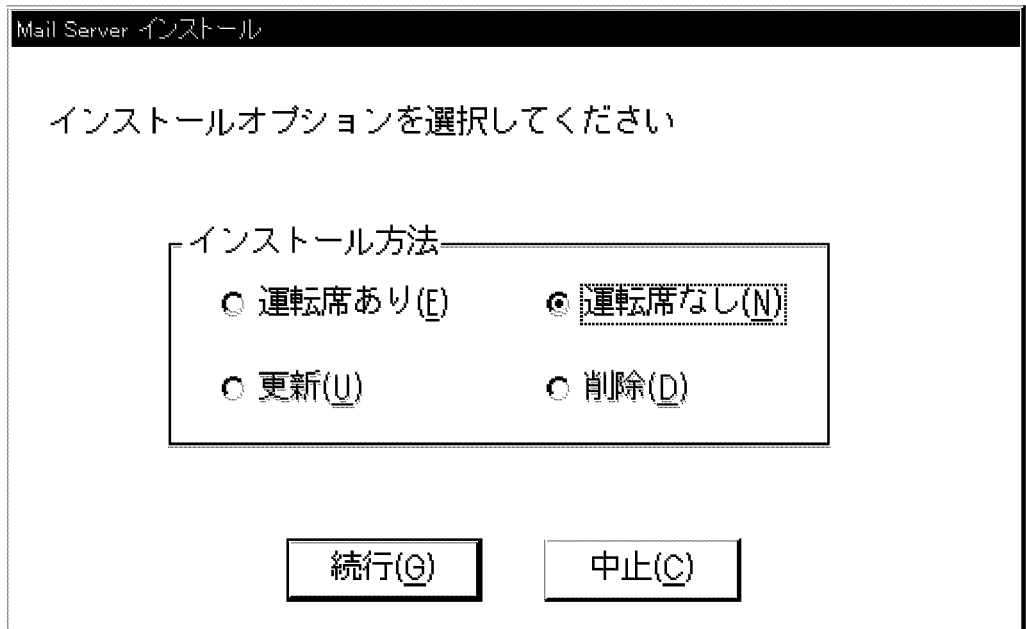 Mail Server インストール
インストールオプションを選択してください
インストール方法
運転席あり(E) 運転席なし(N)
更新(U) 削除(D)
続行(G) 中止(C)